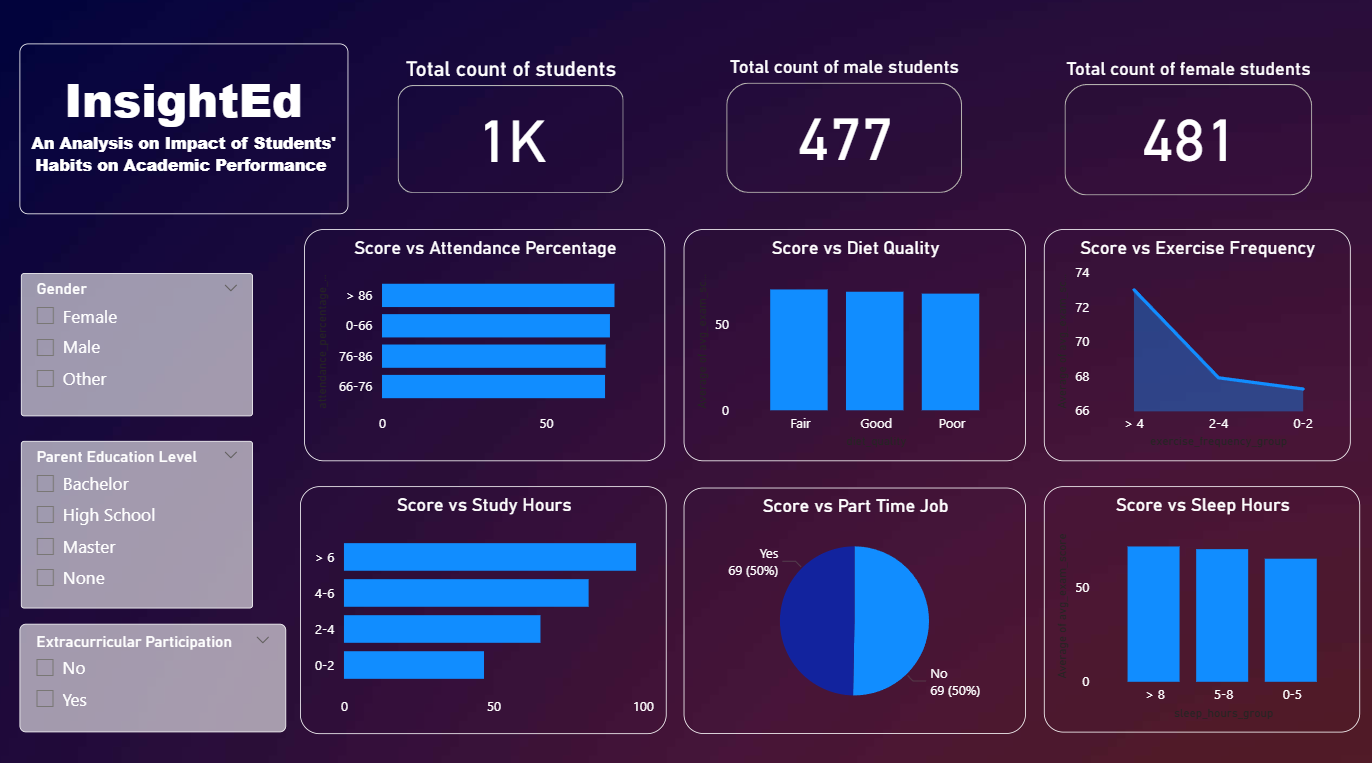 InsightEd
An Analysis on Impact of Students'
Habits on Academic Performance
Total count of students
1K
Total count of male students
477
Total count of female students
481
Gender
Female
Male
Other
Parent Education Level
Bachelor
High School
Master
None
Extracurricular Participation
No
Yes
Score vs Attendance Percentage
> 86
0-66
76-86
66-76
0
50
Score vs Diet Quality
50
0
Fair
Good
Poor
Score vs Exercise Frequency
74
72
70
68
66
> 4
2-4
0-2
Score vs Study Hours
> 6
4-6
2-4
0-2
0
50
100
Score vs Part Time Job
Yes
69 (50%)
No
69 (50%)
Score vs Sleep Hours
50
0
> 8
5-8
0-5
sleep_hours_group